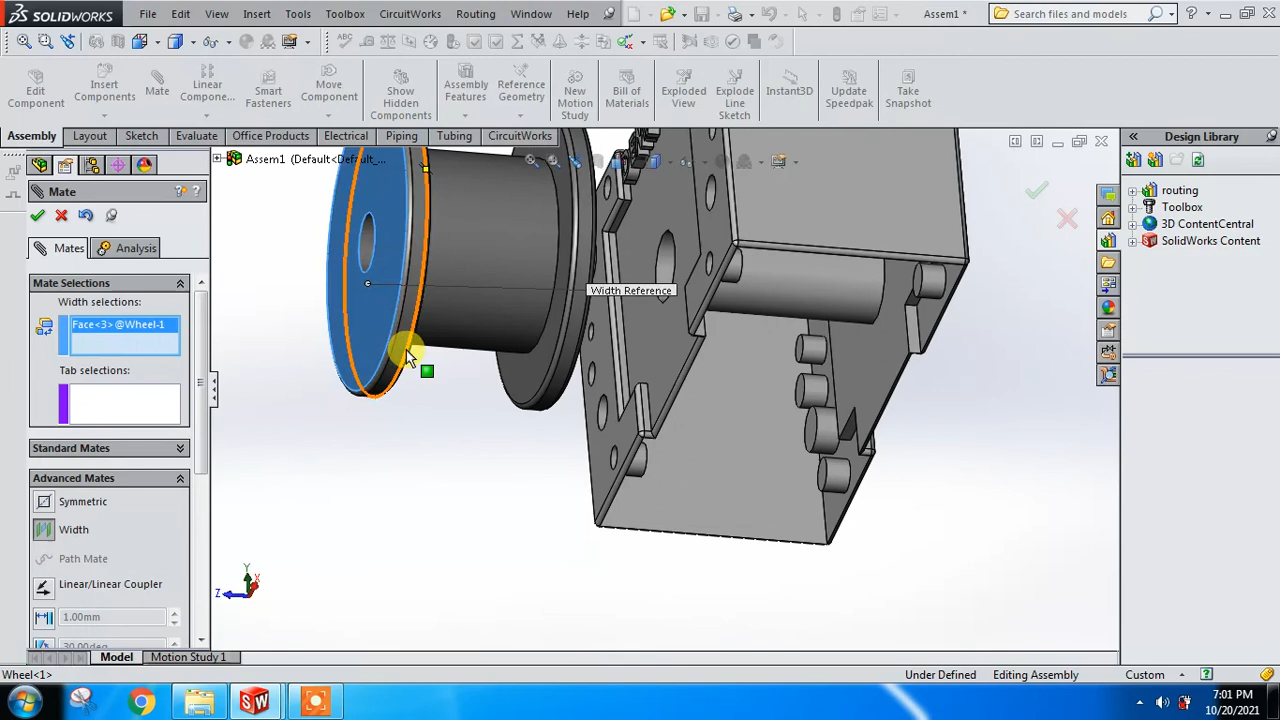 SOLIDWORKS File Edit View Insert Tools Toolbox CircuitWorks Routing Window Help Assem1 * Search files and models
Edit Component
Insert Components
Mate
Linear Compone...
Smart Fasteners
Move Component
Show Hidden Components
Assembly Features
Reference Geometry
New Motion Study
Bill of Materials
Exploded View
Explode Line Sketch
Instant3D
Update Speedpak
Take Snapshot
Assembly Layout Sketch Evaluate Office Products Electrical Piping Tubing CircuitWorks
Design Library
Assem1 (Default<Default_...
Mate
Mates Analysis
Mate Selections
Width selections:
Face<3>@Wheel-1
Tab selections:
Standard Mates
Advanced Mates
Symmetric
Width
Path Mate
Linear/Linear Coupler
1.00mm
30.00deg
Width Reference
routing
Toolbox
3D ContentCentral
SolidWorks Content
Y
X
Z
Model Motion Study 1
Wheel<1> Under Defined Editing Assembly Custom
7:01 PM
10/20/2021